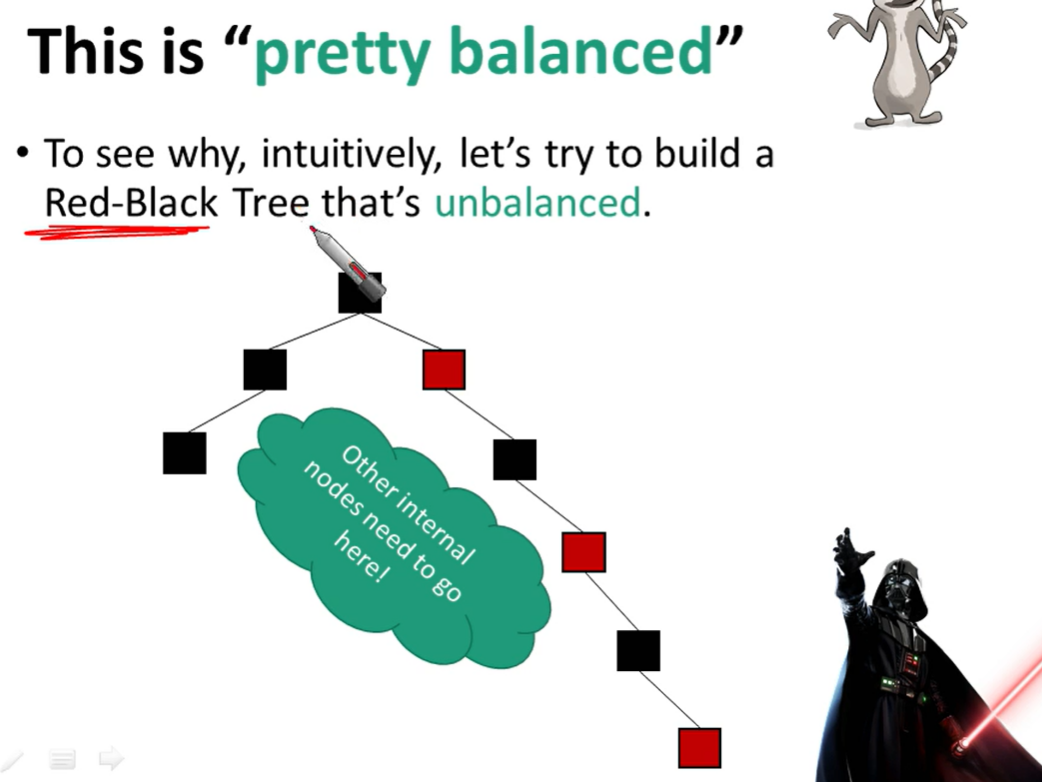 This is “pretty balanced”
• To see why, intuitively, let’s try to build a
Red-Black Tree that’s unbalanced.
Other internal
nodes need to go
here!